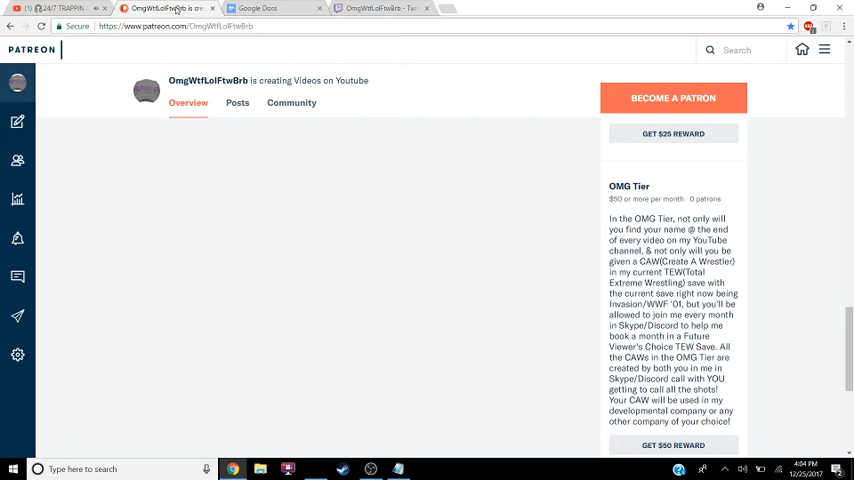 (1) 🎧24/7 TRAPPIN
OmgWtfLolFtwBrb is crea
Google Docs
OmgWtfLolFtwBrb - Twit
Secure
https://www.patreon.com/OmgWtfLolFtwBrb
2
PATREON
Search
OmgWtfLolFtwBrb is creating Videos on Youtube
Overview
Posts
Community
BECOME A PATRON
GET $25 REWARD
OMG Tier
$50 or more per month · 0 patrons
In the OMG Tier, not only will
you find your name @ the end
of every video on my YouTube
channel, & not only will you be
given a CAW(Create A Wrestler)
in my current TEW(Total
Extreme Wrestling) save with
the current save right now being
Invasion/WWF '01, but you'll be
allowed to join me every month
in Skype/Discord to help me
book a month in a Future
Viewer's Choice TEW Save. All
the CAWs in the OMG Tier are
created by both you in me in
Skype/Discord call with YOU
getting to call all the shots!
Your CAW will be used in my
developmental company or any
other company of your choice!
GET $50 REWARD
Type here to search
4:04 PM
12/25/2017
2